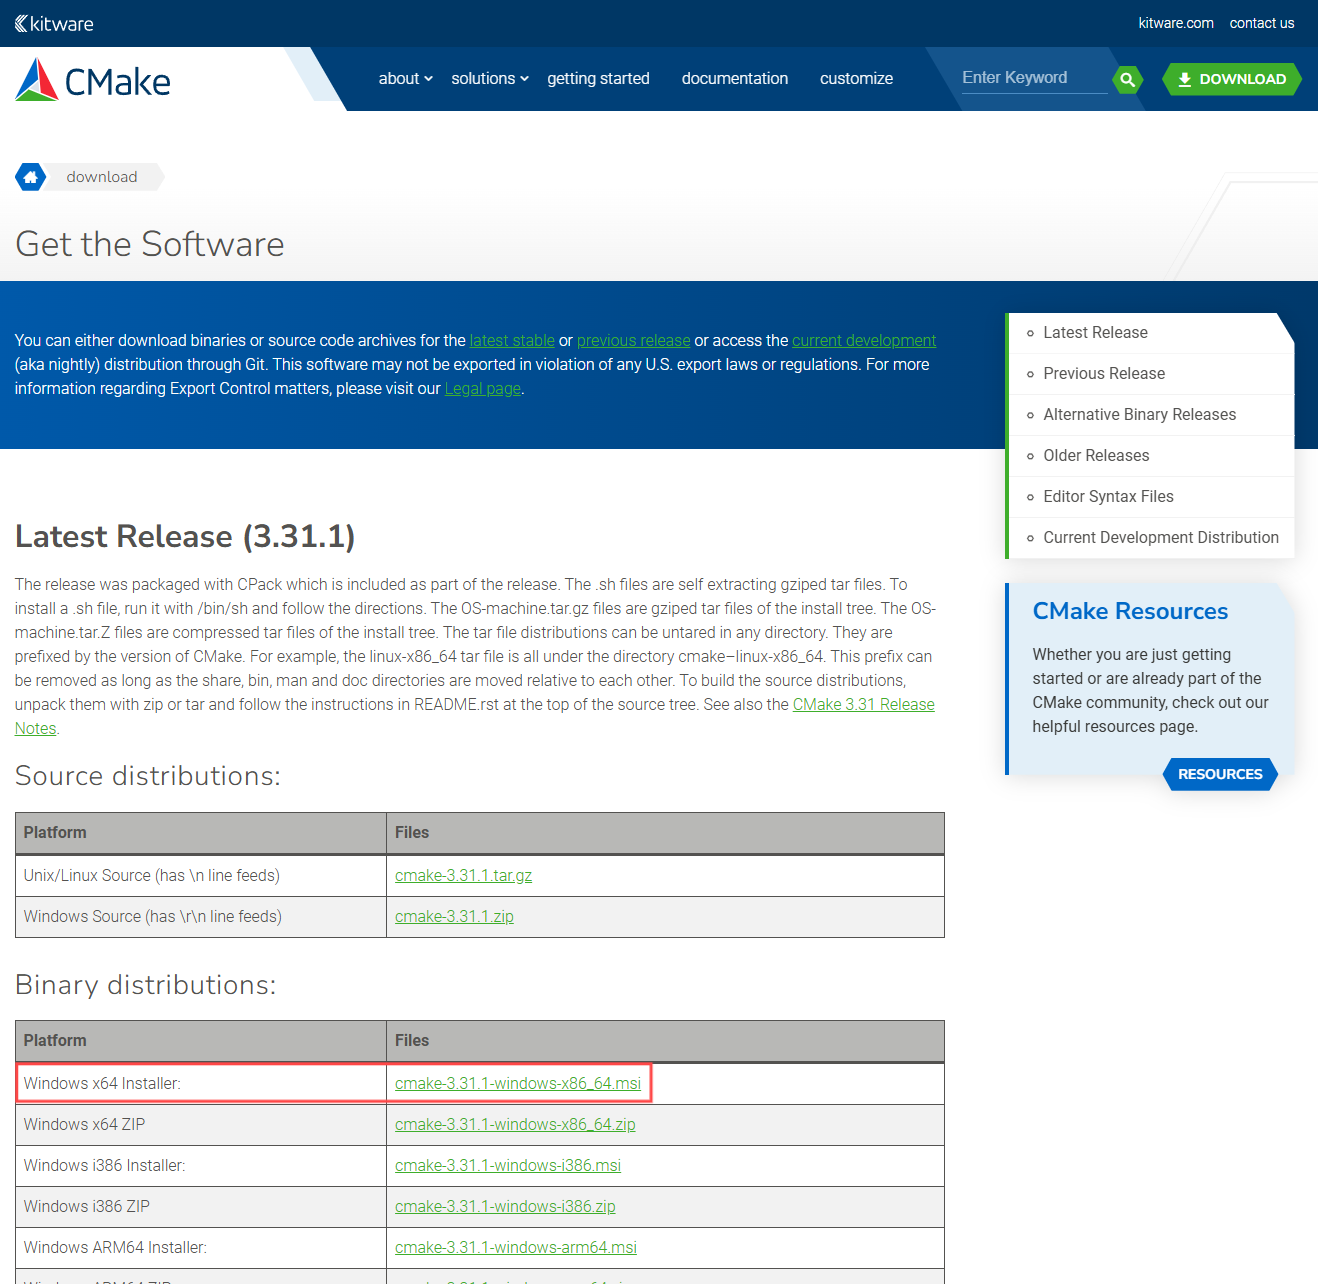 kitware
kitware.com contact us
CMake
about solutions getting started documentation customize Enter Keyword DOWNLOAD
download
Get the Software
You can either download binaries or source code archives for the latest stable or previous release or access the current development
(aka nightly) distribution through Git. This software may not be exported in violation of any U.S. export laws or regulations. For more
information regarding Export Control matters, please visit our Legal page.
Latest Release
Previous Release
Alternative Binary Releases
Older Releases
Editor Syntax Files
Current Development Distribution
Latest Release (3.31.1)
The release was packaged with CPack which is included as part of the release. The .sh files are self extracting gziped tar files. To
install a .sh file, run it with /bin/sh and follow the directions. The OS-machine.tar.gz files are gziped tar files of the install tree. The OS-
machine.tar.Z files are compressed tar files of the install tree. The tar file distributions can be untared in any directory. They are
prefixed by the version of CMake. For example, the linux-x86_64 tar file is all under the directory cmake–linux-x86_64. This prefix can
be removed as long as the share, bin, man and doc directories are moved relative to each other. To build the source distributions,
unpack them with zip or tar and follow the instructions in README.rst at the top of the source tree. See also the CMake 3.31 Release
Notes.
CMake Resources
Whether you are just getting
started or are already part of the
CMake community, check out our
helpful resources page.
RESOURCES
Source distributions:
Platform Files
Unix/Linux Source (has \n line feeds) cmake-3.31.1.tar.gz
Windows Source (has \r\n line feeds) cmake-3.31.1.zip
Binary distributions:
Platform Files
Windows x64 Installer: cmake-3.31.1-windows-x86_64.msi
Windows x64 ZIP cmake-3.31.1-windows-x86_64.zip
Windows i386 Installer: cmake-3.31.1-windows-i386.msi
Windows i386 ZIP cmake-3.31.1-windows-i386.zip
Windows ARM64 Installer: cmake-3.31.1-windows-arm64.msi